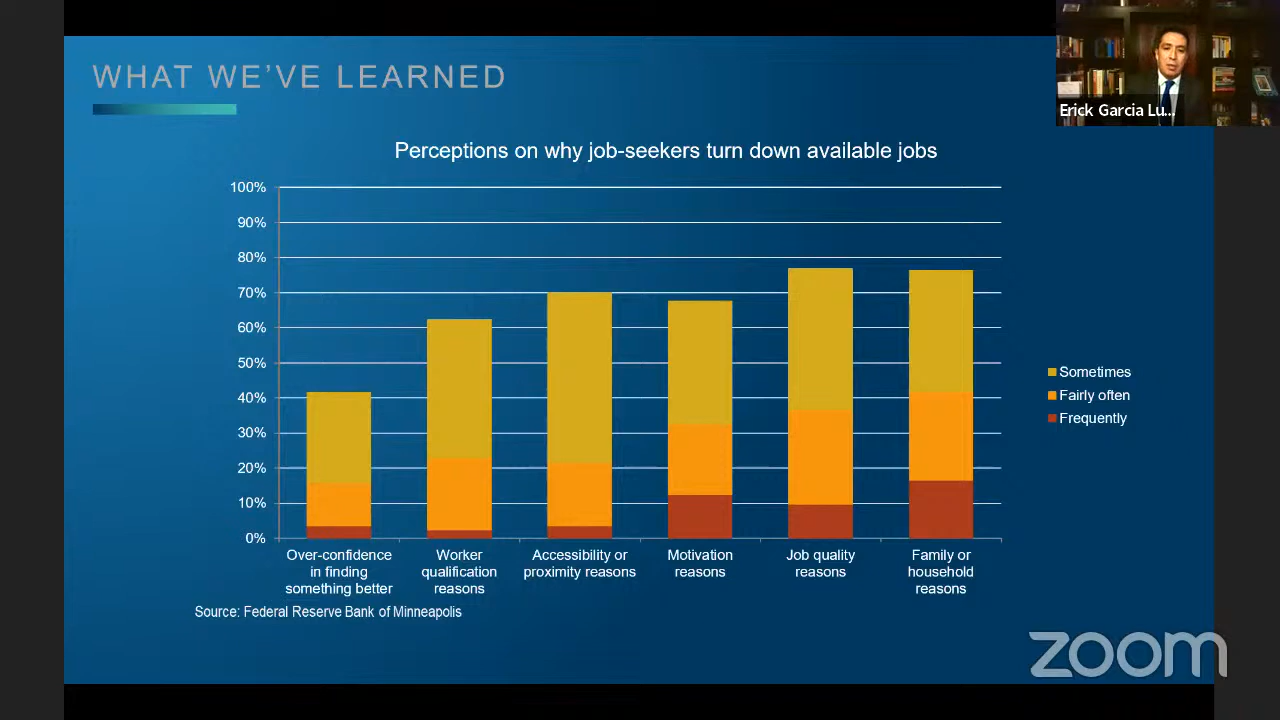 WHAT WE'VE LEARNED
Erick Garcia Lu...
Perceptions on why job-seekers turn down available jobs
100%
90%
80%
70%
60%
50%
40%
30%
20%
10%
0%
Sometimes
Fairly often
Frequently
Over-confidence
in finding
something better
Worker
qualification
reasons
Accessibility or
proximity reasons
Motivation
reasons
Job quality
reasons
Family or
household
reasons
Source: Federal Reserve Bank of Minneapolis
zoom